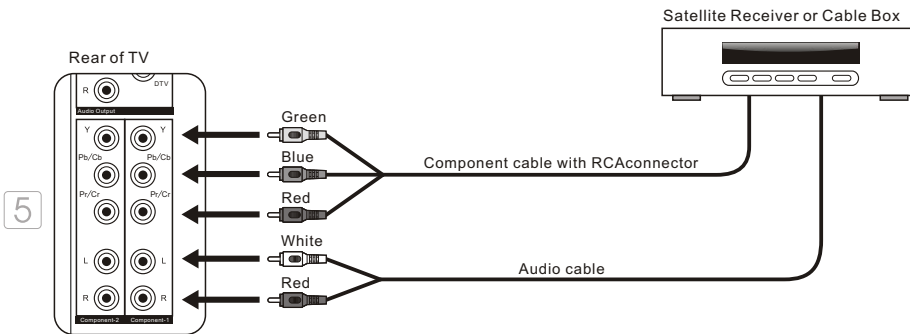 Satellite Receiver or Cable Box
Rear of TV
R
DTV
Audio Output
Green
Y
Y
Blue
Component cable with RCAconnector
Pb/Cb
Pb/Cb
Red
Pr/Cr
Pr/Cr
5
White
L
L
Audio cable
Red
R
R
Component-2
Component-1